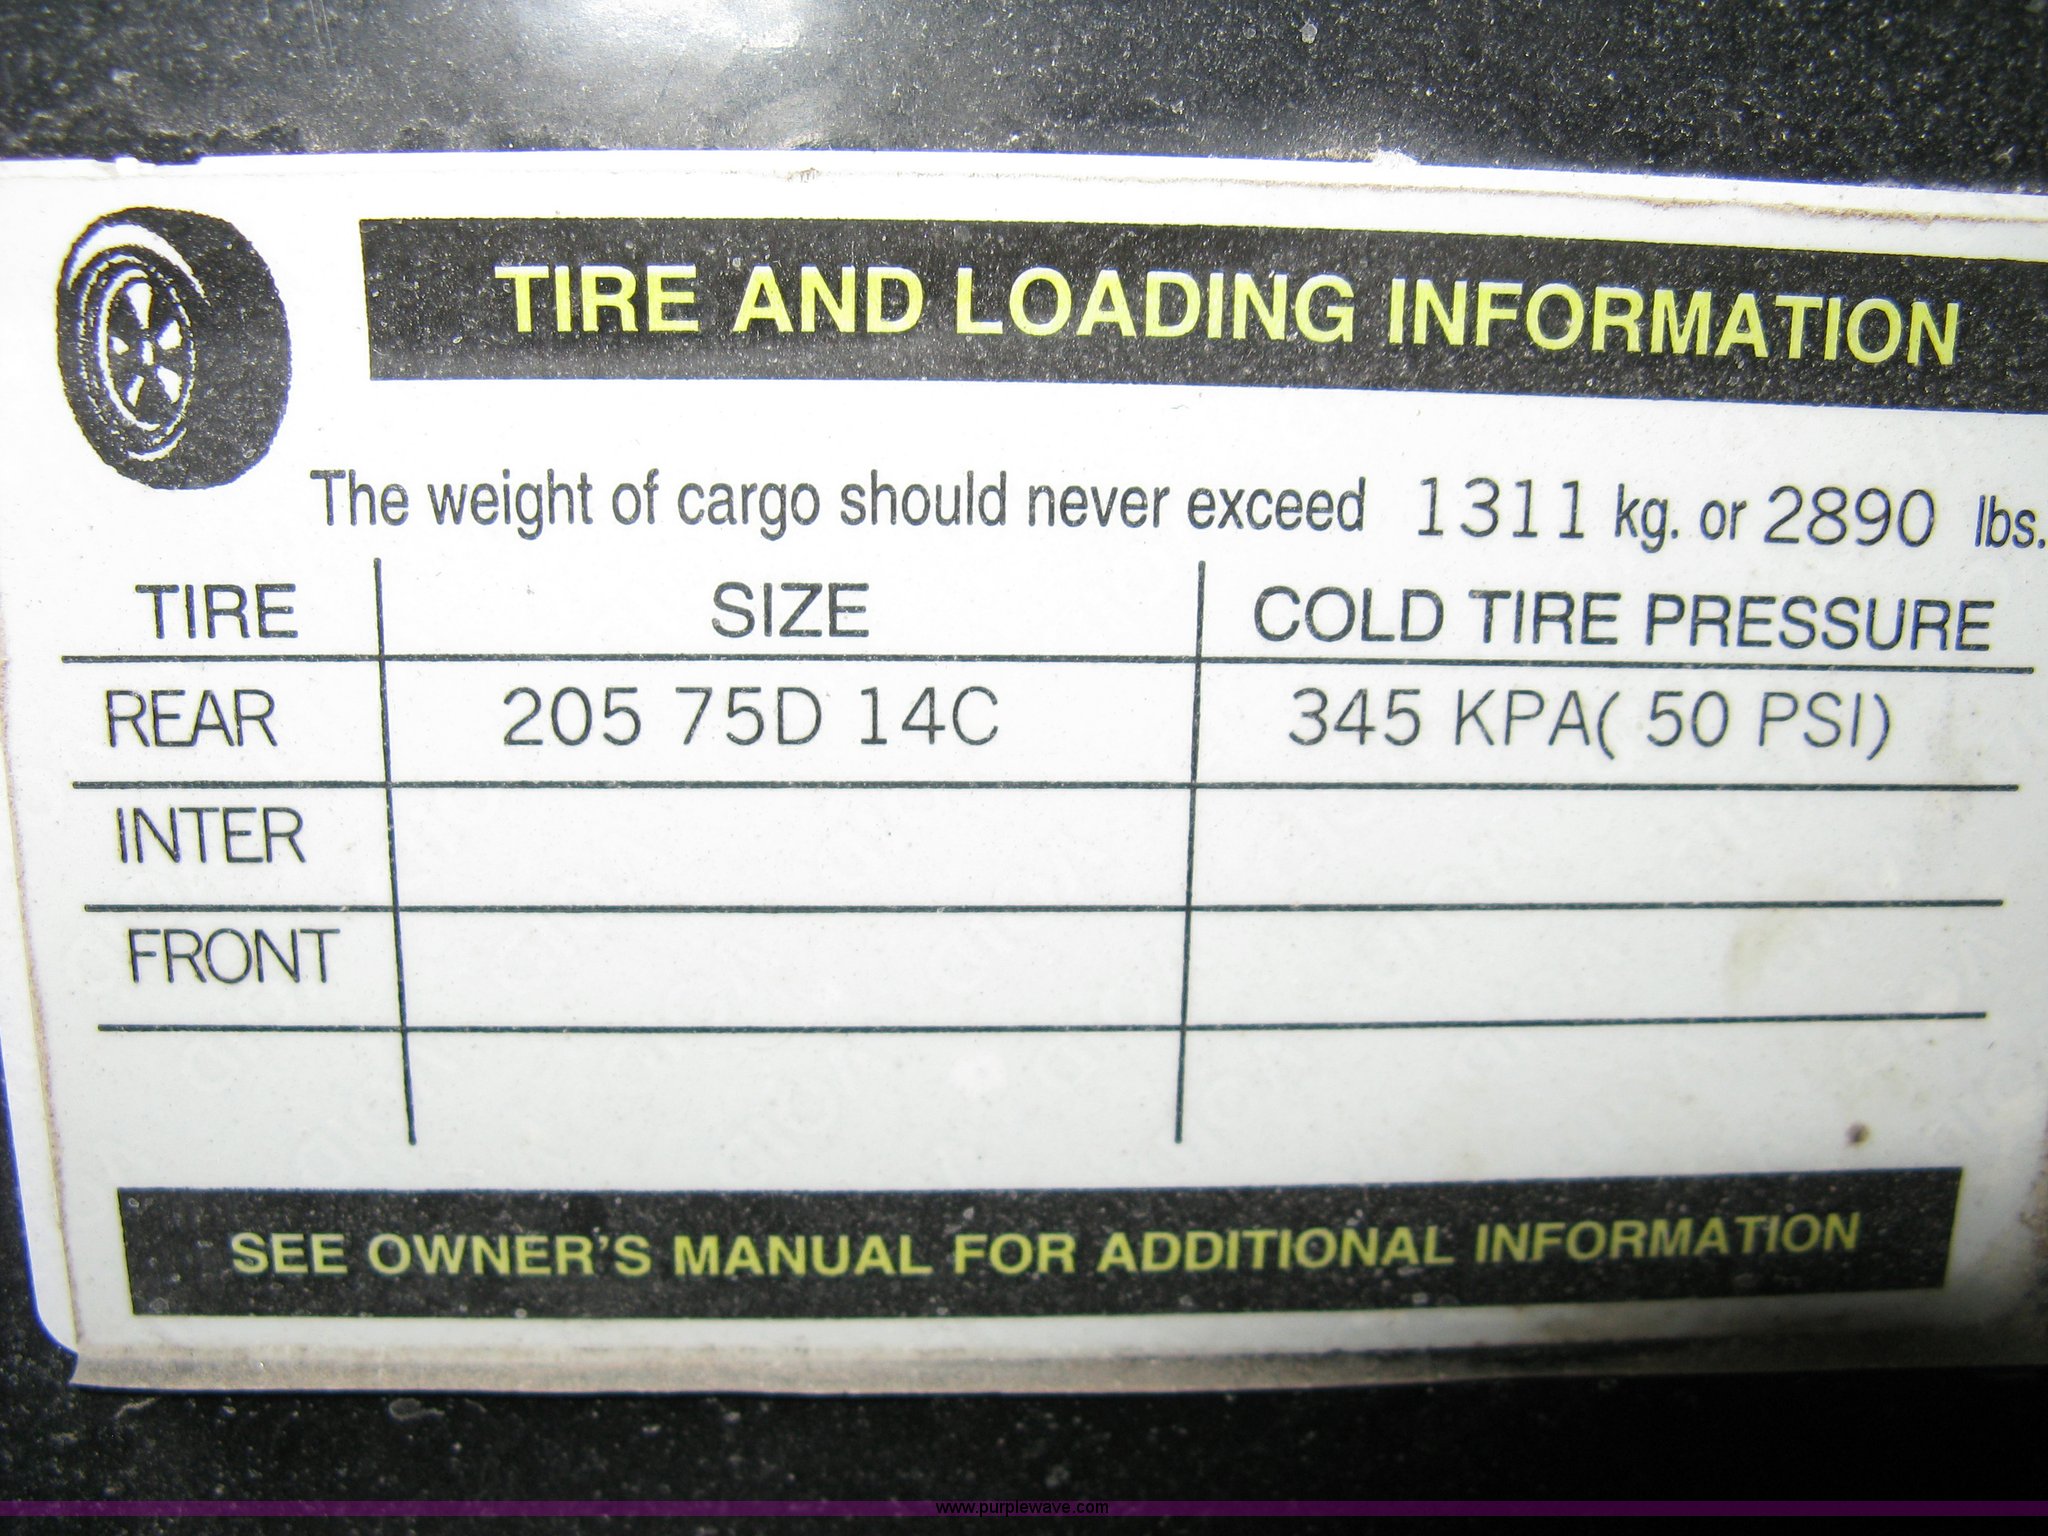 TIRE AND LOADING INFORMATION
The weight of cargo should never exceed 1311 kg. or 2890 lbs.
TIRE SIZE COLD TIRE PRESSURE
REAR 205 75D 14C 345 KPA( 50 PSI)
INTER
FRONT
SEE OWNER'S MANUAL FOR ADDITIONAL INFORMATION
www.purplewave.com